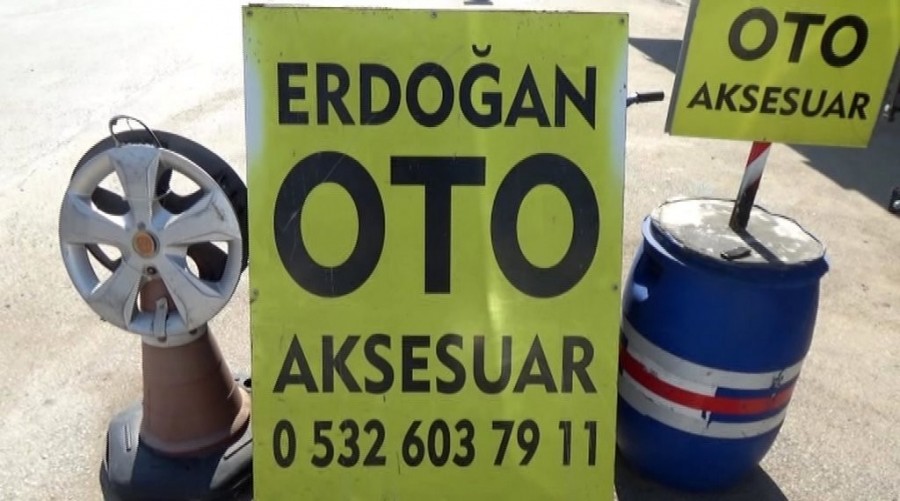 ERDOĞAN
OTO
AKSESUAR
0 532 603 79 11
OTO
AKSESUAR